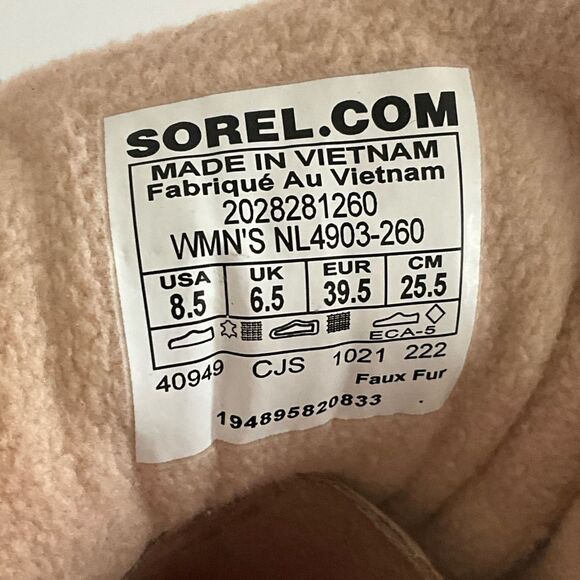 SOREL.COM
MADE IN VIETNAM
Fabriqué Au Vietnam
2028281260
WMN'S NL4903-260
USA UK EUR CM
8.5 6.5 39.5 25.5
ECA-5
40949 CJS 1021 222
Faux Fur
194895820833